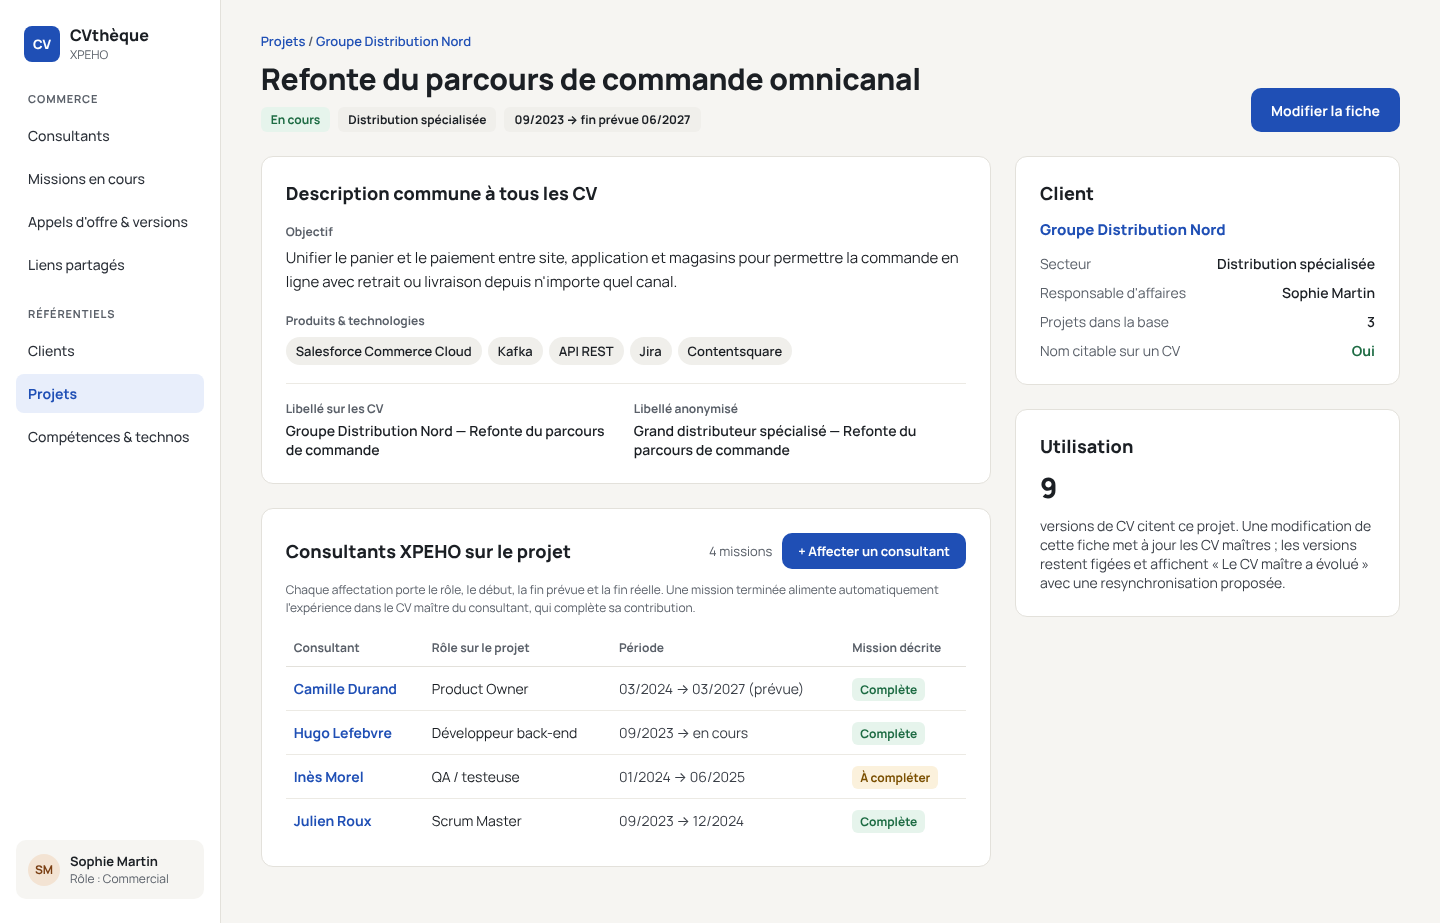 CV
CVthèque
XPEHO
COMMERCE
Consultants
Missions en cours
Appels d'offre & versions
Liens partagés
RÉFÉRENTIELS
Clients
Projets
Compétences & technos
SM
Sophie Martin
Rôle : Commercial
Projets / Groupe Distribution Nord
Refonte du parcours de commande omnicanal
En cours
Distribution spécialisée
09/2023 → fin prévue 06/2027
Modifier la fiche
Description commune à tous les CV
Objectif
Unifier le panier et le paiement entre site, application et magasins pour permettre la commande en
ligne avec retrait ou livraison depuis n'importe quel canal.
Produits & technologies
Salesforce Commerce Cloud
Kafka
API REST
Jira
Contentsquare
Libellé sur les CV
Groupe Distribution Nord — Refonte du parcours
de commande
Libellé anonymisé
Grand distributeur spécialisé — Refonte du
parcours de commande
Consultants XPEHO sur le projet
4 missions
+ Affecter un consultant
Chaque affectation porte le rôle, le début, la fin prévue et la fin réelle. Une mission terminée alimente automatiquement
l'expérience dans le CV maître du consultant, qui complète sa contribution.
Consultant Rôle sur le projet Période Mission décrite
Camille Durand Product Owner 03/2024 → 03/2027 (prévue) Complète
Hugo Lefebvre Développeur back-end 09/2023 → en cours Complète
Inès Morel QA / testeuse 01/2024 → 06/2025 À compléter
Julien Roux Scrum Master 09/2023 → 12/2024 Complète
Client
Groupe Distribution Nord
Secteur Distribution spécialisée
Responsable d'affaires Sophie Martin
Projets dans la base 3
Nom citable sur un CV Oui
Utilisation
9
versions de CV citent ce projet. Une modification de
cette fiche met à jour les CV maîtres ; les versions
restent figées et affichent « Le CV maître a évolué »
avec une resynchronisation proposée.